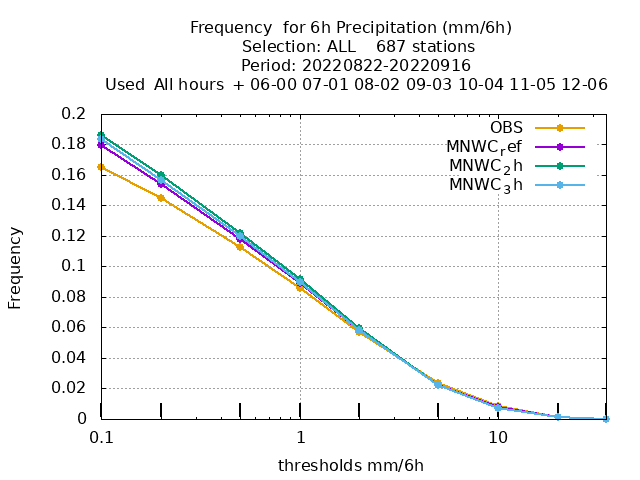 Frequency  for 6h Precipitation (mm/6h)
Selection: ALL    687 stations
Period: 20220822-20220916
Used  All hours  + 06-00 07-01 08-02 09-03 10-04 11-05 12-06
0.2
0.18
0.16
0.14
0.12
0.1
0.08
0.06
0.04
0.02
0
Frequency
OBS
MNWCref
MNWC2h
MNWC3h
0.1
1
10
thresholds mm/6h